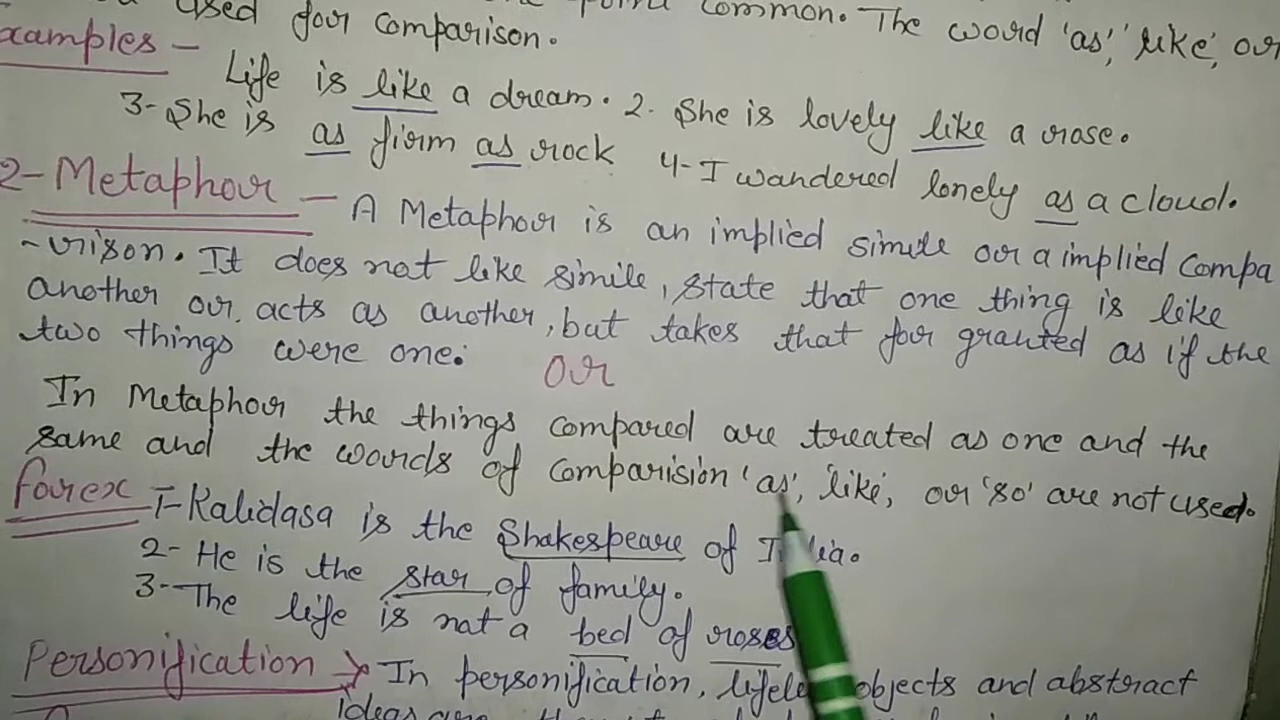 used for comparison. point common. The word 'as', 'like', or
Examples – Life is like a dream. 2. She is lovely like a rose.
3- She is as firm as rock 4- I wandered lonely as a cloud.
2- Metaphor – A Metaphor is an implied simile or a implied Compa
-rison. It does not like simile, state that one thing is like
another or acts as another, but takes that for granted as if the
two things were one.
or
In Metaphor the things compared are treated as one and the
same and the words of comparision 'as', 'like', or 'so' are not used.
for ex 1- Kalidasa is the Shakespeare of India.
2- He is the star of family.
3- The life is not a bed of roses
Personification → In personification, lifele objects and abstract
Ideas are